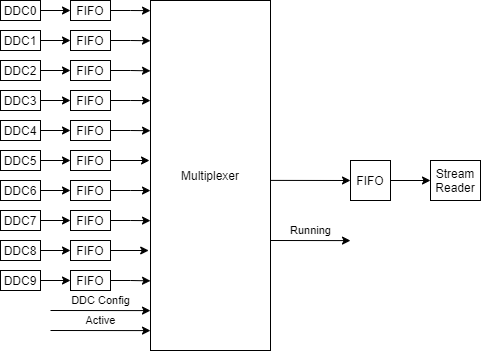 DDC0 FIFO
DDC1 FIFO
DDC2 FIFO
DDC3 FIFO
DDC4 FIFO
DDC5 FIFO
Multiplexer
DDC6 FIFO
FIFO
Stream
Reader
DDC7 FIFO
Running
DDC8 FIFO
DDC9 FIFO
DDC Config
Active